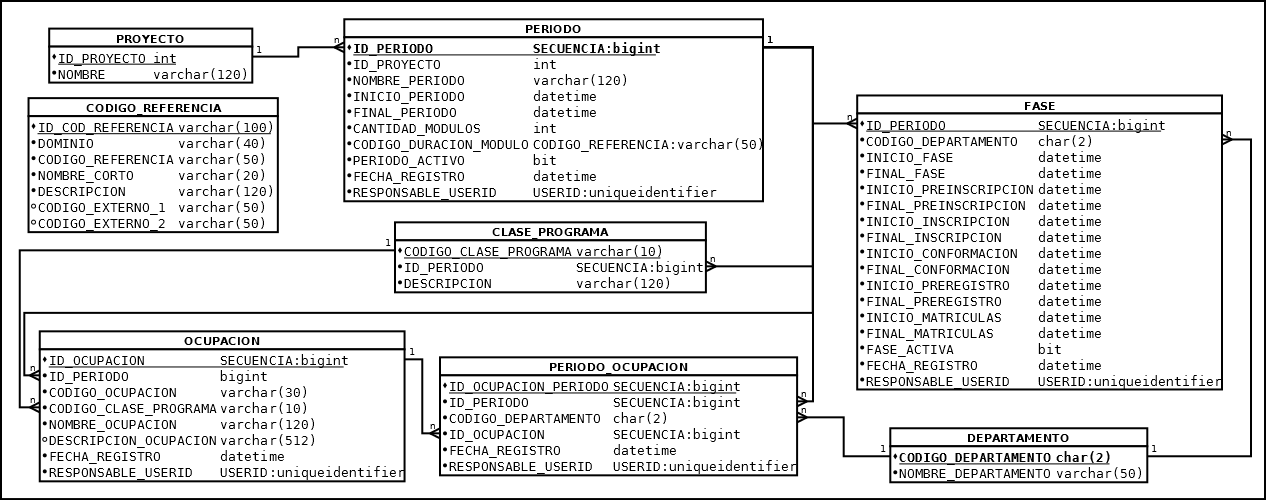 PROYECTO
ID_PROYECTO int
NOMBRE varchar(120)
1
n
PERIODO
ID_PERIODO SECUENCIA:bigint
ID_PROYECTO int
NOMBRE_PERIODO varchar(120)
INICIO_PERIODO datetime
FINAL_PERIODO datetime
CANTIDAD_MODULOS int
CODIGO_DURACION_MODULO CODIGO_REFERENCIA:varchar(50)
PERIODO_ACTIVO bit
FECHA_REGISTRO datetime
RESPONSABLE_USERID USERID:uniqueidentifier
1
CODIGO_REFERENCIA
ID_COD_REFERENCIA varchar(100)
DOMINIO varchar(40)
CODIGO_REFERENCIA varchar(50)
NOMBRE_CORTO varchar(20)
DESCRIPCION varchar(120)
CODIGO_EXTERNO_1 varchar(50)
CODIGO_EXTERNO_2 varchar(50)
n
FASE
ID_PERIODO SECUENCIA:bigint
CODIGO_DEPARTAMENTO char(2)
INICIO_FASE datetime
FINAL_FASE datetime
INICIO_PREINSCRIPCION datetime
FINAL_PREINSCRIPCION datetime
INICIO_INSCRIPCION datetime
FINAL_INSCRIPCION datetime
INICIO_CONFORMACION datetime
FINAL_CONFORMACION datetime
INICIO_PREREGISTRO datetime
FINAL_PREREGISTRO datetime
INICIO_MATRICULAS datetime
FINAL_MATRICULAS datetime
FASE_ACTIVA bit
FECHA_REGISTRO datetime
RESPONSABLE_USERID USERID:uniqueidentifier
n
1
CLASE_PROGRAMA
CODIGO_CLASE_PROGRAMA varchar(10)
ID_PERIODO SECUENCIA:bigint
DESCRIPCION varchar(120)
n
OCUPACION
ID_OCUPACION SECUENCIA:bigint
ID_PERIODO bigint
CODIGO_OCUPACION varchar(30)
CODIGO_CLASE_PROGRAMA varchar(10)
NOMBRE_OCUPACION varchar(120)
DESCRIPCION_OCUPACION varchar(512)
FECHA_REGISTRO datetime
RESPONSABLE_USERID USERID:uniqueidentifier
n
n
1
n
PERIODO_OCUPACION
ID_OCUPACION_PERIODO SECUENCIA:bigint
ID_PERIODO SECUENCIA:bigint
CODIGO_DEPARTAMENTO char(2)
ID_OCUPACION SECUENCIA:bigint
FECHA_REGISTRO datetime
RESPONSABLE_USERID USERID:uniqueidentifier
n
n
1
DEPARTAMENTO
CODIGO_DEPARTAMENTO char(2)
NOMBRE_DEPARTAMENTO varchar(50)
1